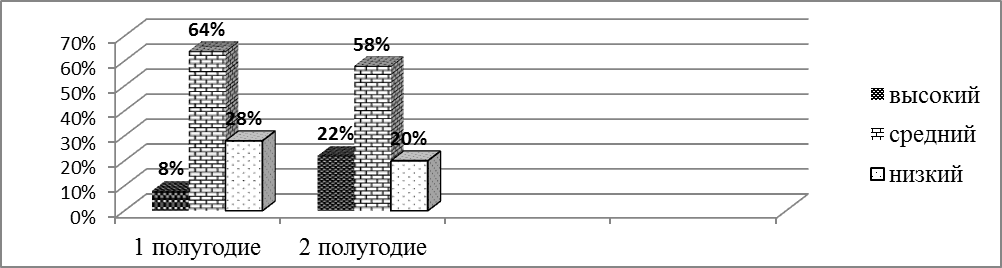 70%
60%
50%
40%
30%
20%
10%
0%
8%
64%
28%
22%
58%
20%
1 полугодие
2 полугодие
высокий
средний
низкий